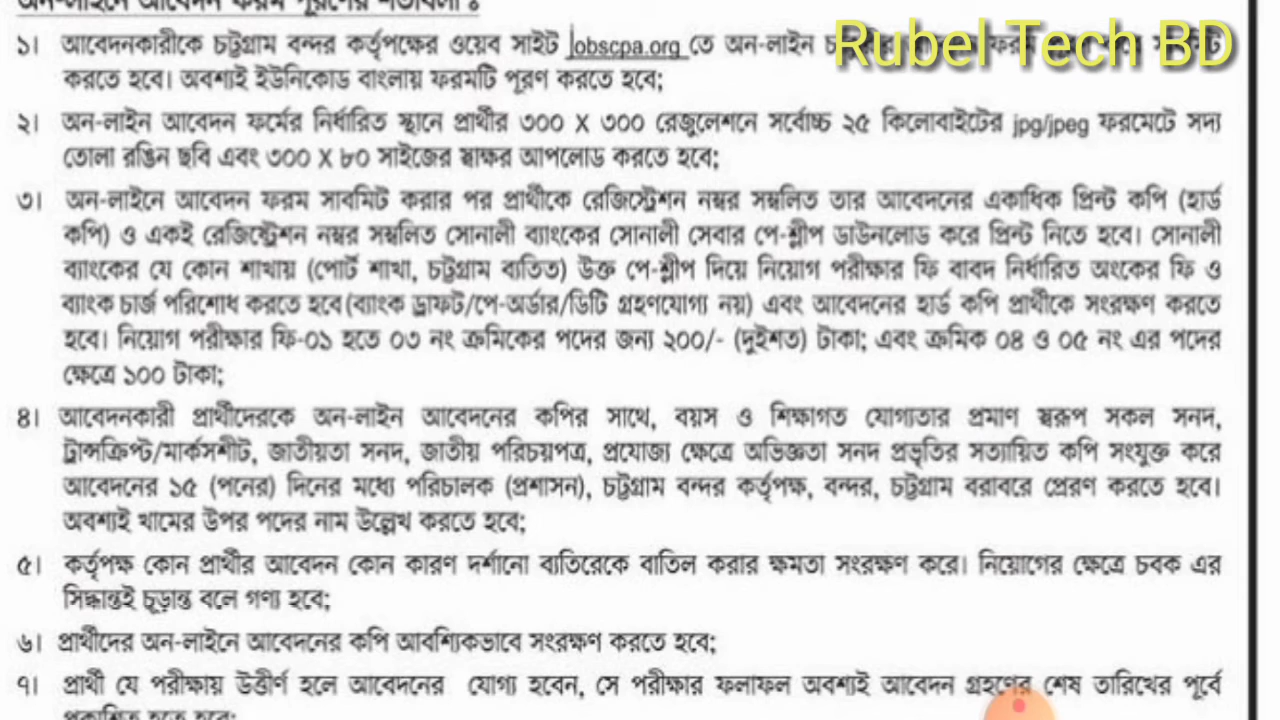 অন-লাইনে আবেদন ফরম পূরণের শর্তাবলী ঃ
১। আবেদনকারীকে চট্টগ্রাম বন্দর কর্তৃপক্ষের ওয়েব সাইট jobscpa.org তে অন-লাইন
Rubel Tech BD
করতে হবে। অবশ্যই ইউনিকোড বাংলায় ফরমটি পূরণ করতে হবে;
২। অন-লাইন আবেদন ফর্মের নির্ধারিত স্থানে প্রার্থীর ৩০০ X ৩০০ রেজুলেশনে সর্বোচ্চ ২৫ কিলোবাইটের jpg/jpeg ফরমেটে সদ্য
তোলা রঙিন ছবি এবং ৩০০ X ৮০ সাইজের স্বাক্ষর আপলোড করতে হবে;
৩। অন-লাইনে আবেদন ফরম সাবমিট করার পর প্রার্থীকে রেজিস্ট্রেশন নম্বর সম্বলিত তার আবেদনের একাধিক প্রিন্ট কপি (হার্ড
কপি) ও একই রেজিস্ট্রেশন নম্বর সম্বলিত সোনালী ব্যাংকের সোনালী সেবার পে-স্লীপ ডাউনলোড করে প্রিন্ট নিতে হবে। সোনালী
ব্যাংকের যে কোন শাখায় (পোর্ট শাখা, চট্টগ্রাম ব্যতিত) উক্ত পে-স্লীপ দিয়ে নিয়োগ পরীক্ষার ফি বাবদ নির্ধারিত অংকের ফি ও
ব্যাংক চার্জ পরিশোধ করতে হবে (ব্যাংক ড্রাফট/পে-অর্ডার/ডিটি গ্রহণযোগ্য নয়) এবং আবেদনের হার্ড কপি প্রার্থীকে সংরক্ষণ করতে
হবে। নিয়োগ পরীক্ষার ফি-০১ হতে ০৩ নং ক্রমিকের পদের জন্য ২০০/- (দুইশত) টাকা; এবং ক্রমিক ০৪ ও ০৫ নং এর পদের
ক্ষেত্রে ১০০ টাকা;
৪। আবেদনকারী প্রার্থীদেরকে অন-লাইন আবেদনের কপির সাথে, বয়স ও শিক্ষাগত যোগ্যতার প্রমাণ স্বরূপ সকল সনদ,
ট্রান্সক্রিপ্ট/মার্কসশীট, জাতীয়তা সনদ, জাতীয় পরিচয়পত্র, প্রযোজ্য ক্ষেত্রে অভিজ্ঞতা সনদ প্রভৃতির সত্যায়িত কপি সংযুক্ত করে
আবেদনের ১৫ (পনের) দিনের মধ্যে পরিচালক (প্রশাসন), চট্টগ্রাম বন্দর কর্তৃপক্ষ, বন্দর, চট্টগ্রাম বরাবরে প্রেরণ করতে হবে।
অবশ্যই খামের উপর পদের নাম উল্লেখ করতে হবে;
৫। কর্তৃপক্ষ কোন প্রার্থীর আবেদন কোন কারণ দর্শানো ব্যতিরেকে বাতিল করার ক্ষমতা সংরক্ষণ করে। নিয়োগের ক্ষেত্রে চবক এর
সিদ্ধান্তই চূড়ান্ত বলে গণ্য হবে;
৬। প্রার্থীদের অন-লাইনে আবেদনের কপি আবশ্যিকভাবে সংরক্ষণ করতে হবে;
৭। প্রার্থী যে পরীক্ষায় উত্তীর্ণ হলে আবেদনের যোগ্য হবেন, সে পরীক্ষার ফলাফল অবশ্যই আবেদন গ্রহণের শেষ তারিখের পূর্বে
প্রকাশিত হতে হবে;